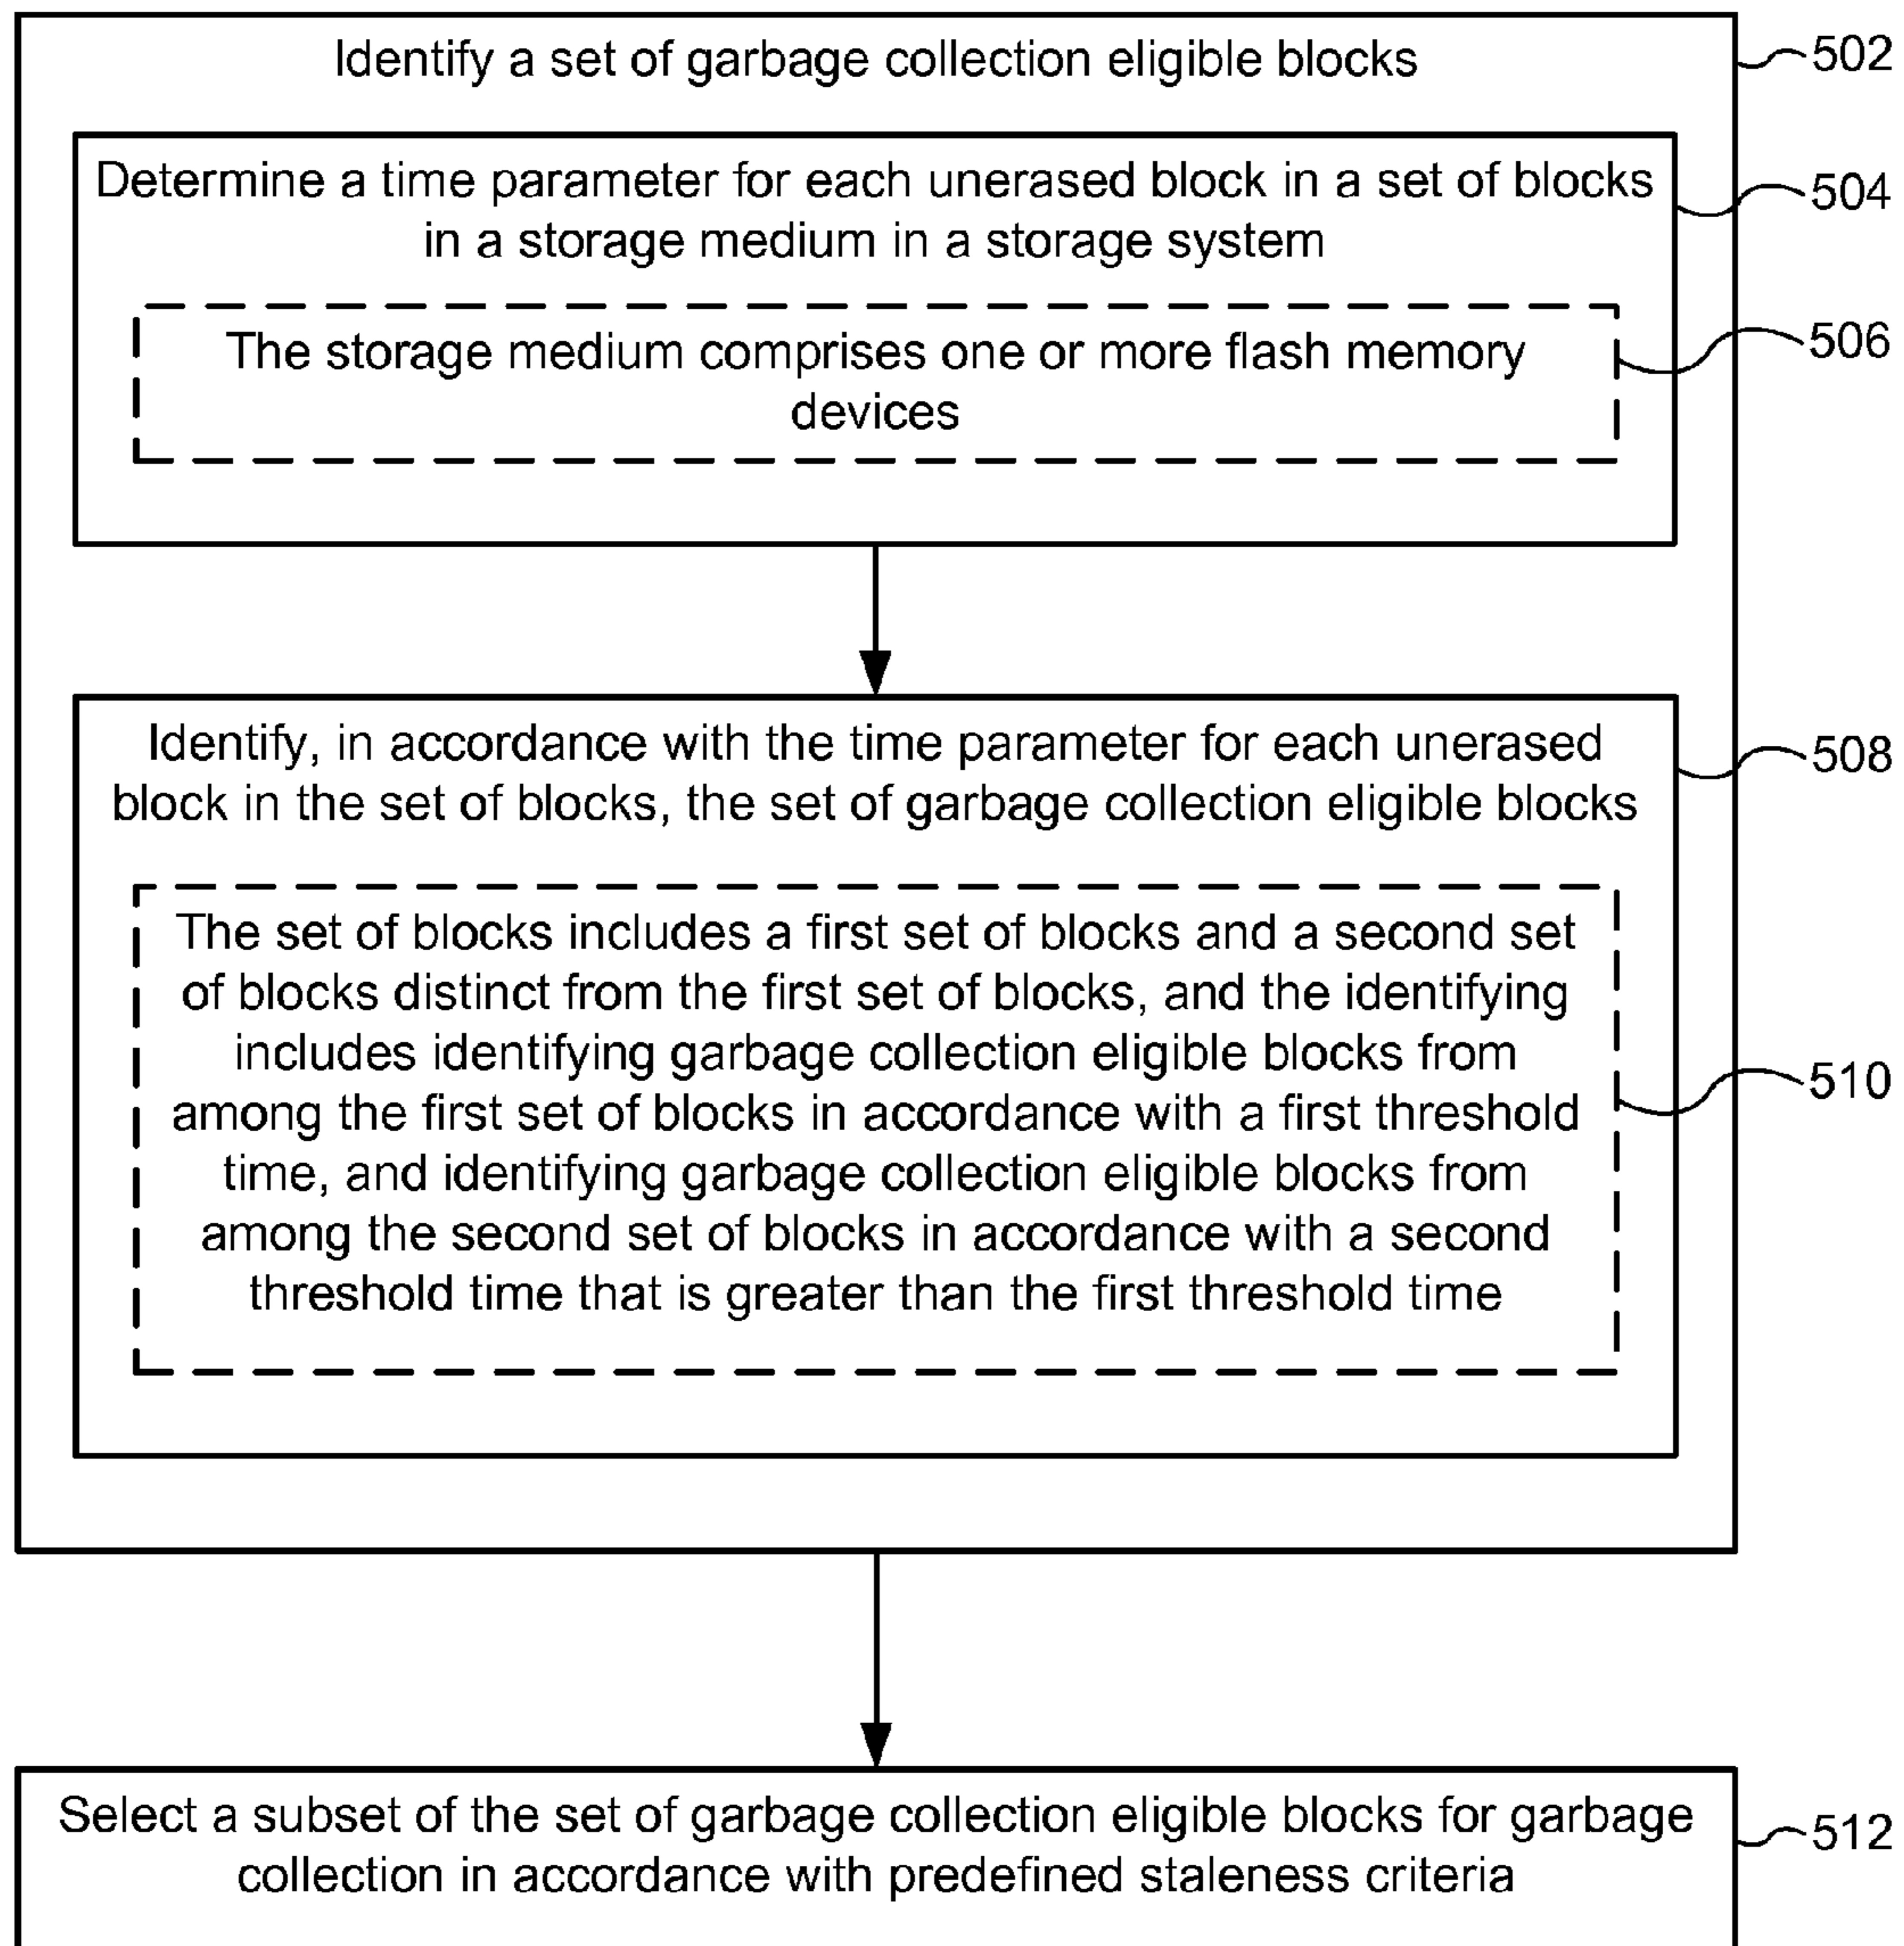 Identify a set of garbage collection eligible blocks
502
Determine a time parameter for each unerased block in a set of blocks
in a storage medium in a storage system
504
The storage medium comprises one or more flash memory
devices
506
Identify, in accordance with the time parameter for each unerased
block in the set of blocks, the set of garbage collection eligible blocks
508
The set of blocks includes a first set of blocks and a second set
of blocks distinct from the first set of blocks, and the identifying
includes identifying garbage collection eligible blocks from
among the first set of blocks in accordance with a first threshold
time, and identifying garbage collection eligible blocks from
among the second set of blocks in accordance with a second
threshold time that is greater than the first threshold time
510
Select a subset of the set of garbage collection eligible blocks for garbage
collection in accordance with predefined staleness criteria
512